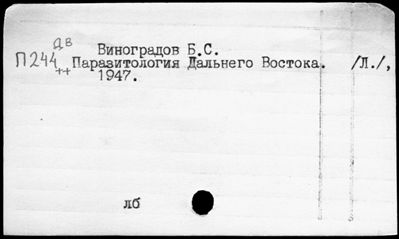 дв
П244
++
Виноградов Б.С.
Паразитология Дальнего Востока. /Л./,
1947.
лб